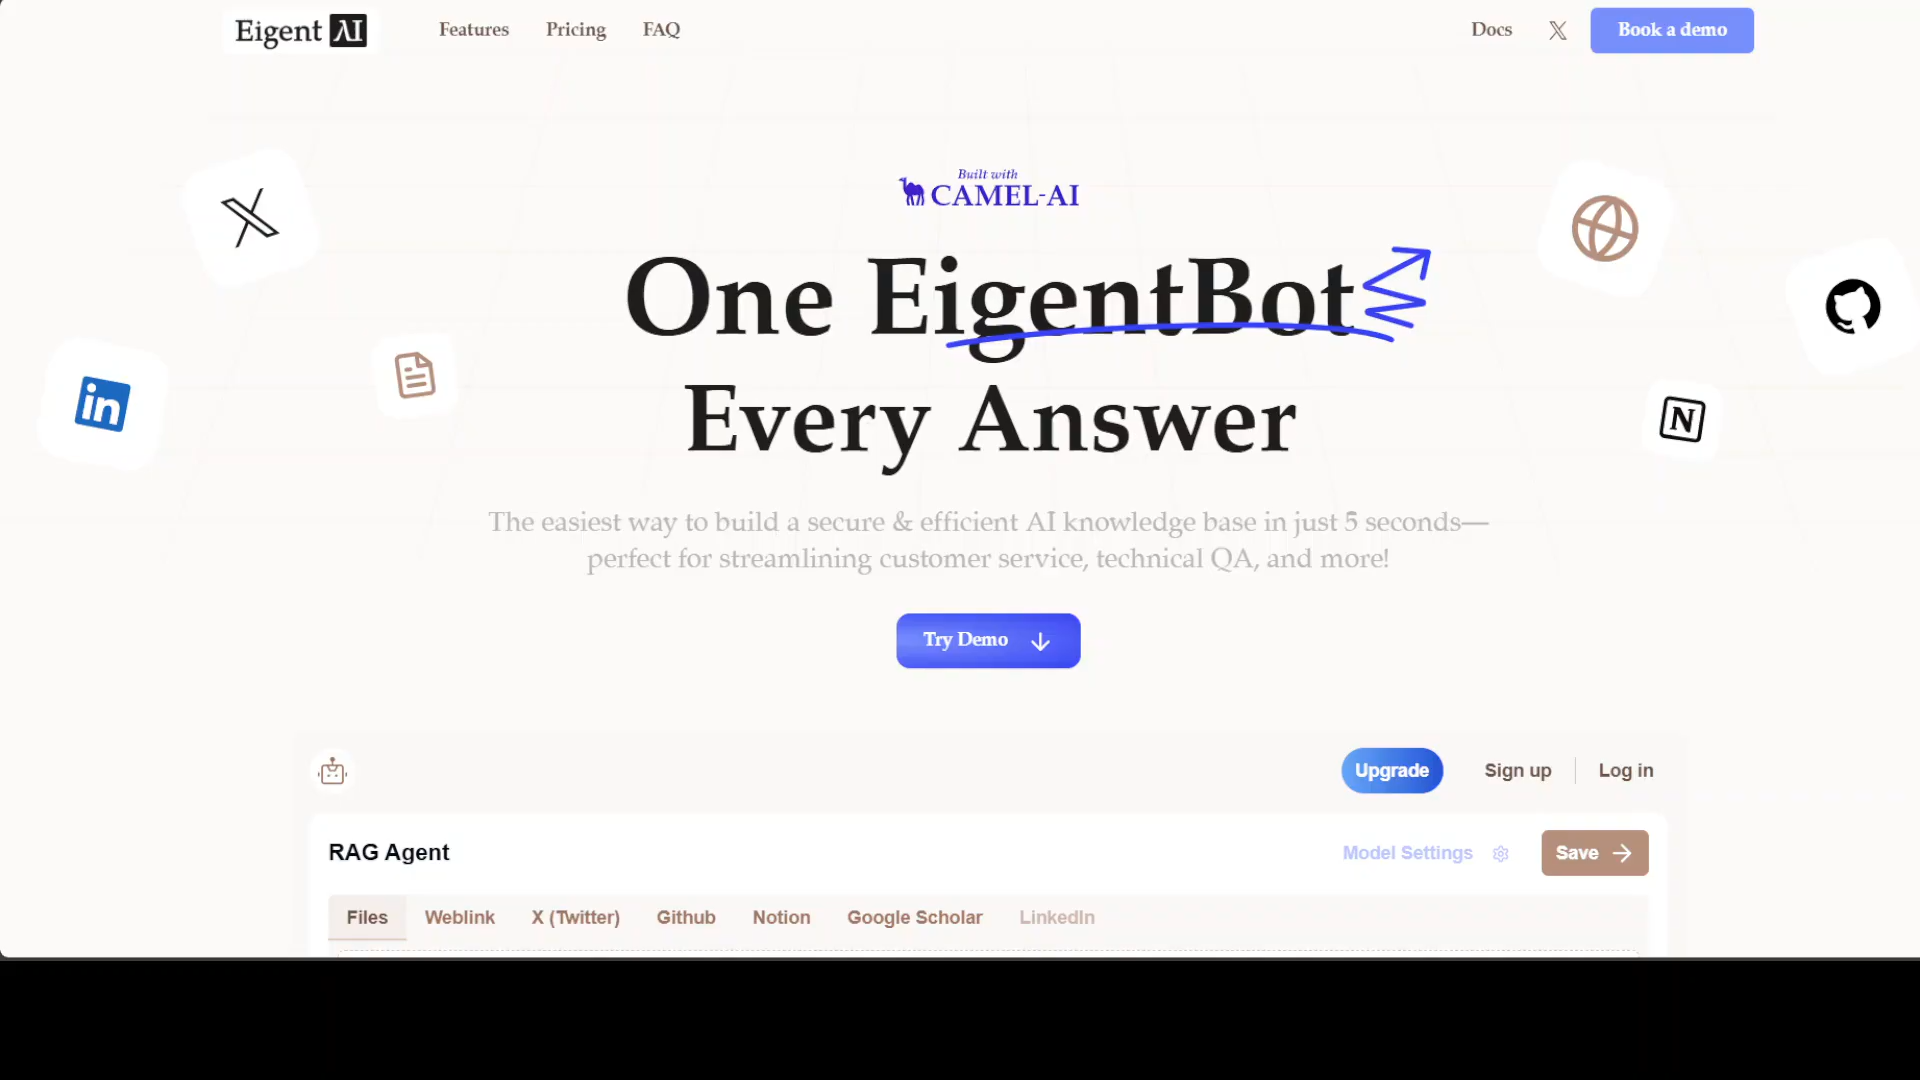 Eigent AI
Features Pricing FAQ
Docs
Book a demo
Built with
CAMEL-AI
One EigentBot
Every Answer
The easiest way to build a secure & efficient AI knowledge base in just 5 seconds—
perfect for streamlining customer service, technical QA, and more!
Try Demo
in
N
Upgrade Sign up Log in
RAG Agent
Model Settings
Save
Files Weblink X (Twitter) Github Notion Google Scholar LinkedIn